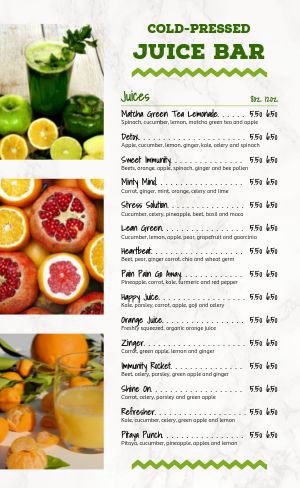 COLD-PRESSED
JUICE BAR
Juices 8oz. 12oz.
Matcha Green Tea Lemonade. . . . . . 5.50 6.50
Spinach, cucumber, lemon, matcha green tea and apple
Detox. . . . . . . . . . . . . . . . . . . . 5.50 6.50
Apple, cucumber, lemon, ginger, kale, celery and spinach
Sweet Immunity. . . . . . . . . . . . . . 5.50 6.50
Beets, orange, apple, spinach, ginger and bee pollen
Minty Mind. . . . . . . . . . . . . . . . . 5.50 6.50
Carrot, ginger, mint, orange, celery and lime
Stress Solution. . . . . . . . . . . . . . . 5.50 6.50
Cucumber, celery, pineapple, beet, basil and maca
Lean Green. . . . . . . . . . . . . . . . . 5.50 6.50
Cucumber, lemon, apple, pear, grapefruit and garcinia
Heartbeat. . . . . . . . . . . . . . . . . . 5.50 6.50
Beet, pear, ginger carrot, chia and wheat germ
Pain Pain Go Away. . . . . . . . . . . . 5.50 6.50
Pineapple, carrot, kale, turmeric and red pepper
Happy Juice. . . . . . . . . . . . . . . . . 5.50 6.50
Kale, parsley, carrot, apple, goji and celery
Orange Juice. . . . . . . . . . . . . . . . 5.50 6.50
Freshly squeezed, organic orange juice
Zinger. . . . . . . . . . . . . . . . . . . . 5.50 6.50
Carrot, green apple, lemon and ginger
Immunity Rocket. . . . . . . . . . . . . . 5.50 6.50
Beet, celery, parsley, green apple and ginger
Shine On. . . . . . . . . . . . . . . . . . 5.50 6.50
Carrot, celery, parsley and green apple
Refresher. . . . . . . . . . . . . . . . . . 5.50 6.50
Kale, cucumber, celery, green apple and lemon
Pitaya Punch. . . . . . . . . . . . . . . . 5.50 6.50
Pitaya, cucumber, pineapple, apples and lemon